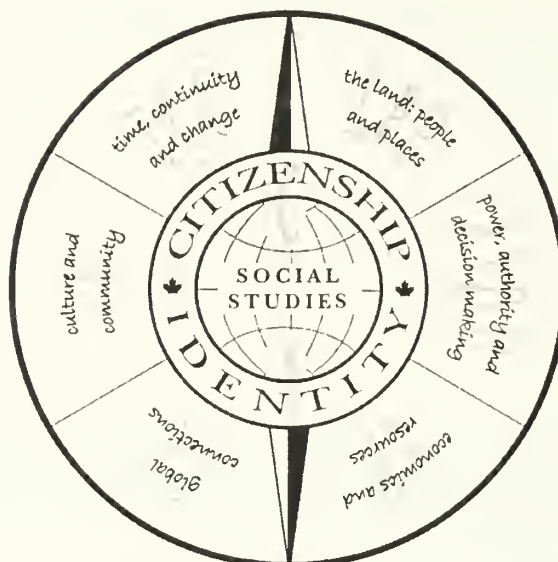 time, continuity
and change
the land: people
and places
power, authority and
decision making
economics and
resources
global
connections
culture and
community
CITIZENSHIP
IDENTITY
SOCIAL
STUDIES